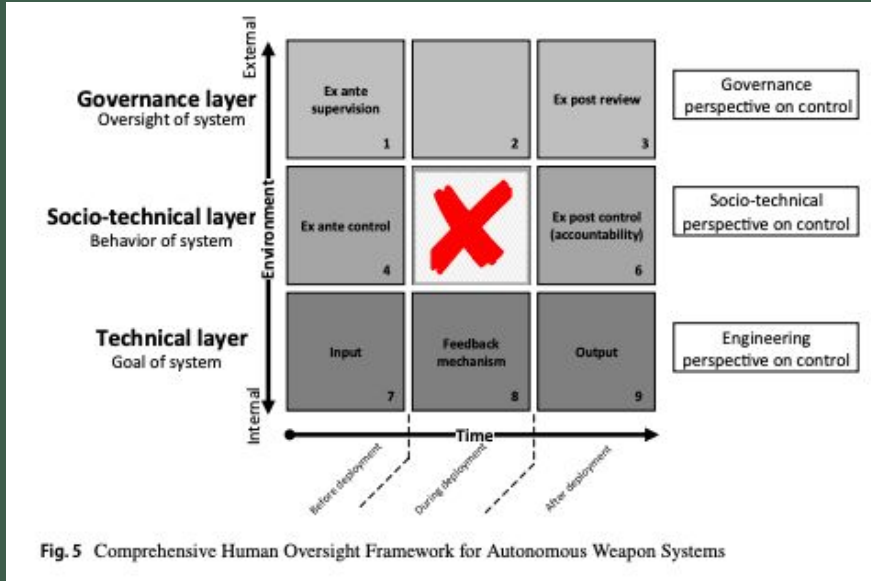 External
Governance layer
Oversight of system
Ex ante
supervision
1
2
Ex post review
3
Governance
perspective on control
Environment
Socio-technical layer
Behavior of system
Ex ante control
4
Ex post control
(accountability)
6
Socio-technical
perspective on control
Technical layer
Goal of system
Input
7
Feedback
mechanism
8
Output
9
Engineering
perspective on control
Internal
Time
Before deployment
During deployment
After deployment
Fig. 5 Comprehensive Human Oversight Framework for Autonomous Weapon Systems